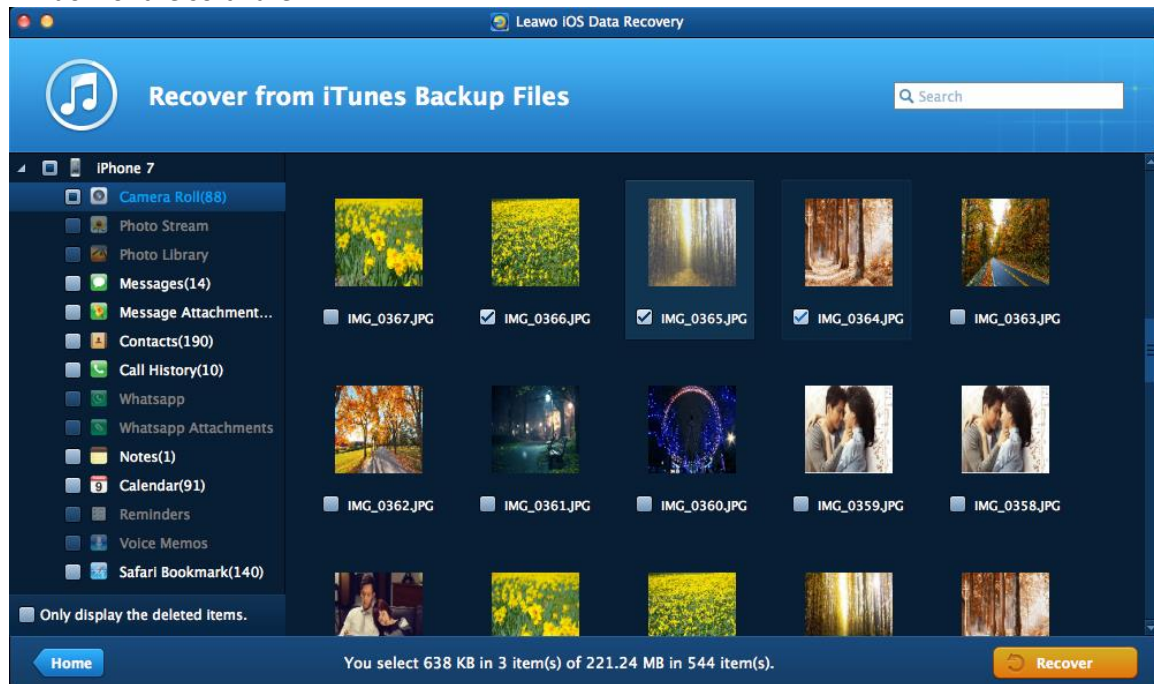 Leawo iOS Data Recovery
Recover from iTunes Backup Files
Search
iPhone 7
Camera Roll(88)
Photo Stream
Photo Library
Messages(14)
Message Attachment...
Contacts(190)
Call History(10)
Whatsapp
Whatsapp Attachments
Notes(1)
9
Calendar(91)
Reminders
Voice Memos
Safari Bookmark(140)
Only display the deleted items.
IMG_0367.JPG
IMG_0366.JPG
IMG_0365.JPG
IMG_0364.JPG
IMG_0363.JPG
IMG_0362.JPG
IMG_0361.JPG
IMG_0360.JPG
IMG_0359.JPG
IMG_0358.JPG
Home
You select 638 KB in 3 item(s) of 221.24 MB in 544 item(s).
Recover